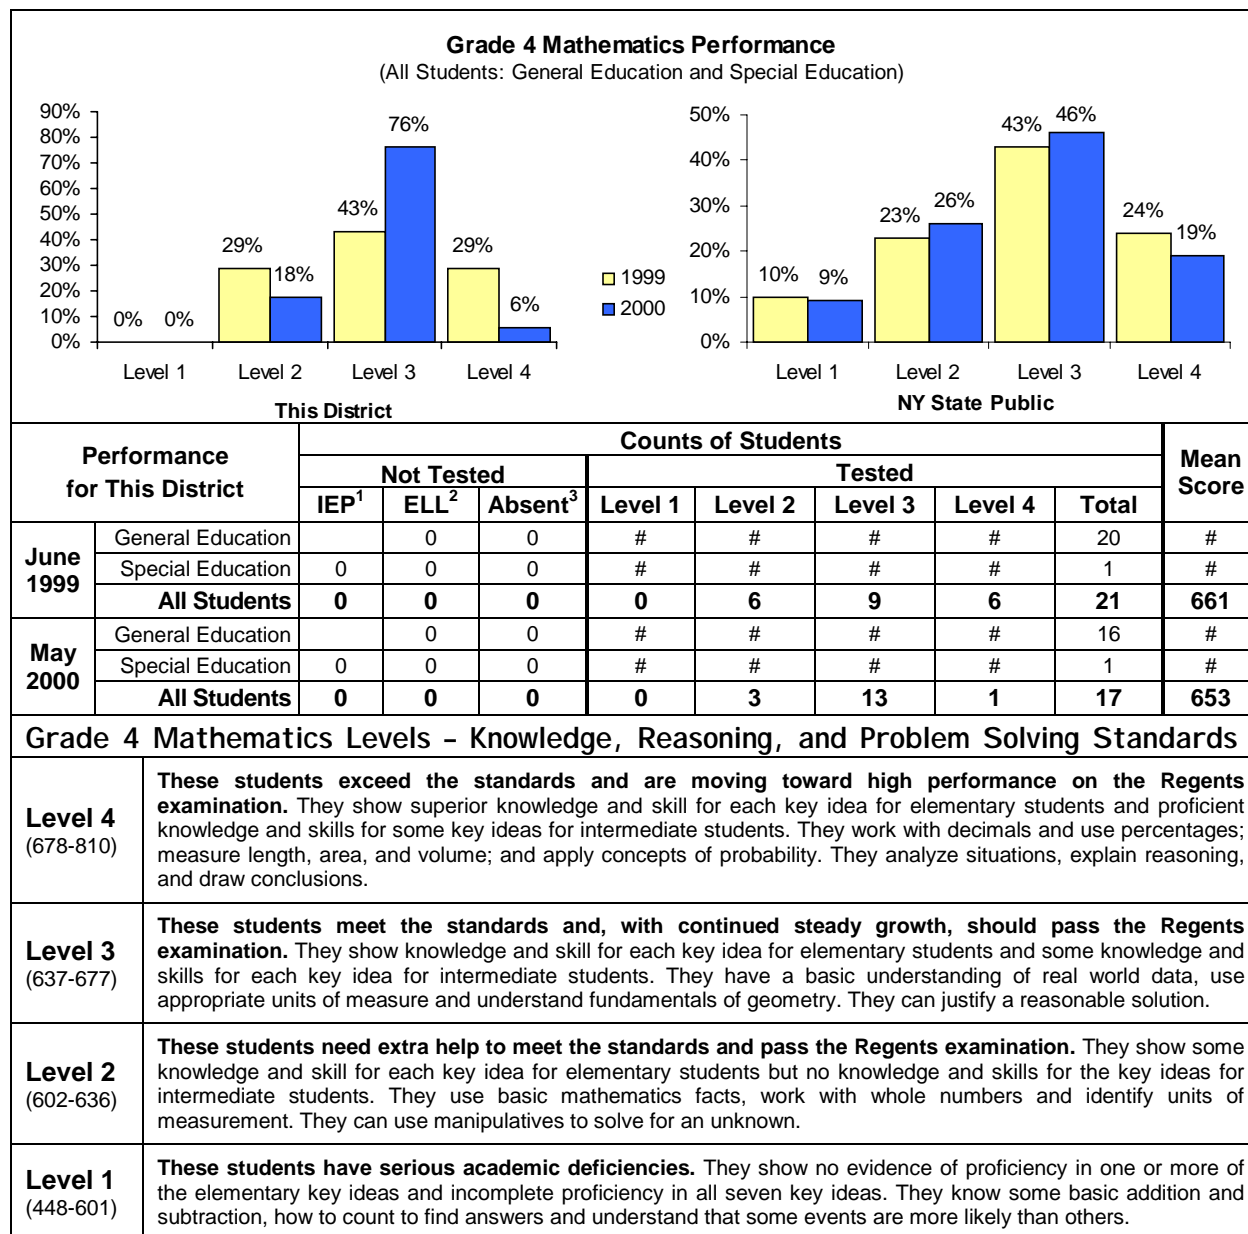 Grade 4 Mathematics Performance
(All Students: General Education and Special Education)
90%
80%
70%
60%
50%
40%
30%
20%
10%
0%
0% 0%
29%
18%
43%
76%
29%
6%
Level 1 Level 2 Level 3 Level 4
This District
1999
2000
50%
40%
30%
20%
10%
0%
10% 9%
23% 26%
43% 46%
24% 19%
Level 1 Level 2 Level 3 Level 4
NY State Public
Performance for This District
Counts of Students
Mean Score
Not Tested Tested
IEP1 ELL2 Absent3 Level 1 Level 2 Level 3 Level 4 Total
June 1999
General Education 0 0 # # # # 20 #
Special Education 0 0 0 # # # # 1 #
All Students 0 0 0 0 6 9 6 21 661
May 2000
General Education 0 0 # # # # 16 #
Special Education 0 0 0 # # # # 1 #
All Students 0 0 0 0 3 13 1 17 653
Grade 4 Mathematics Levels – Knowledge, Reasoning, and Problem Solving Standards
Level 4
(678-810)
These students exceed the standards and are moving toward high performance on the Regents
examination. They show superior knowledge and skill for each key idea for elementary students and proficient
knowledge and skills for some key ideas for intermediate students. They work with decimals and use percentages;
measure length, area, and volume; and apply concepts of probability. They analyze situations, explain reasoning,
and draw conclusions.
Level 3
(637-677)
These students meet the standards and, with continued steady growth, should pass the Regents
examination. They show knowledge and skill for each key idea for elementary students and some knowledge and
skills for each key idea for intermediate students. They have a basic understanding of real world data, use
appropriate units of measure and understand fundamentals of geometry. They can justify a reasonable solution.
Level 2
(602-636)
These students need extra help to meet the standards and pass the Regents examination. They show some
knowledge and skill for each key idea for elementary students but no knowledge and skills for the key ideas for
intermediate students. They use basic mathematics facts, work with whole numbers and identify units of
measurement. They can use manipulatives to solve for an unknown.
Level 1
(448-601)
These students have serious academic deficiencies. They show no evidence of proficiency in one or more of
the elementary key ideas and incomplete proficiency in all seven key ideas. They know some basic addition and
subtraction, how to count to find answers and understand that some events are more likely than others.